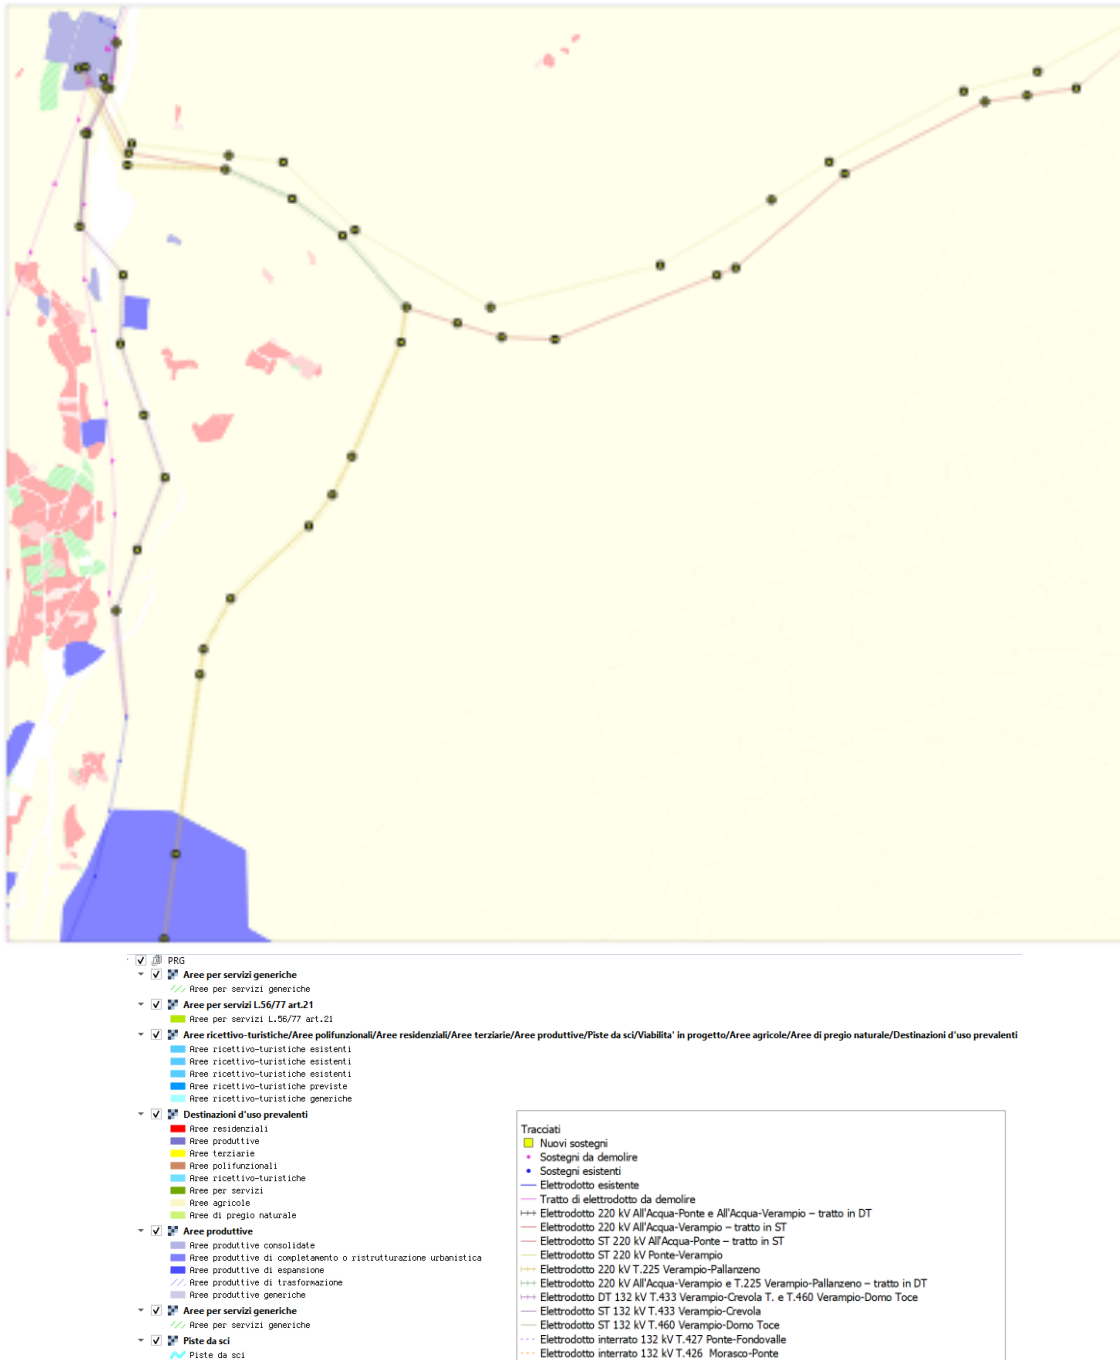 PRG
Aree per servizi generiche
Aree per servizi generiche
Aree per servizi L.56/77 art.21
Aree per servizi L.56/77 art.21
Aree ricettivo-turistiche/Aree polifunzionali/Aree residenziali/Aree terziarie/Aree produttive/Piste da sci/Viabilita' in progetto/Aree agricole/Aree di pregio naturale/Destinazioni d'uso prevalenti
Aree ricettivo-turistiche esistenti
Aree ricettivo-turistiche esistenti
Aree ricettivo-turistiche esistenti
Aree ricettivo-turistiche previste
Aree ricettivo-turistiche generiche
Destinazioni d'uso prevalenti
Aree residenziali
Aree produttive
Aree terziarie
Aree polifunzionali
Aree ricettivo-turistiche
Aree per servizi
Aree agricole
Aree di pregio naturale
Aree produttive
Aree produttive consolidate
Aree produttive di completamento o ristrutturazione urbanistica
Aree produttive di espansione
Aree produttive di trasformazione
Aree produttive generiche
Aree per servizi generiche
Aree per servizi generiche
Piste da sci
Piste da sci
Tracciati
Nuovi sostegni
Sostegni da demolire
Sostegni esistenti
Elettrodotto esistente
Tratto di elettrodotto da demolire
Elettrodotto 220 kV All'Acqua-Ponte e All'Acqua-Verampio – tratto in DT
Elettrodotto 220 kV All'Acqua-Verampio – tratto in ST
Elettrodotto ST 220 kV All'Acqua-Ponte – tratto in ST
Elettrodotto ST 220 kV Ponte-Verampio
Elettrodotto 220 kV T.225 Verampio-Pallanzeno
Elettrodotto 220 kV All'Acqua-Verampio e T.225 Verampio-Pallanzeno – tratto in DT
Elettrodotto DT 132 kV T.433 Verampio-Crevola T. e T.460 Verampio-Domo Toce
Elettrodotto ST 132 kV T.433 Verampio-Crevola
Elettrodotto ST 132 kV T.460 Verampio-Domo Toce
Elettrodotto interrato 132 kV T.427 Ponte-Fondovalle
Elettrodotto interrato 132 kV T.426 Morasco-Ponte